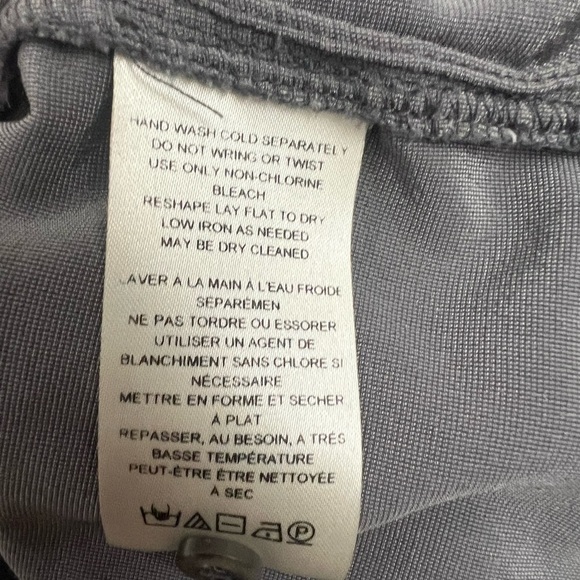 HAND WASH COLD SEPARATELY
DO NOT WRING OR TWIST
USE ONLY NON-CHLORINE
BLEACH
RESHAPE LAY FLAT TO DRY
LOW IRON AS NEEDED
MAY BE DRY CLEANED
LAVER A LA MAIN À L'EAU FROIDE
SÉPARÉMEN
NE PAS TORDRE OU ESSORER
UTILISER UN AGENT DE
BLANCHIMENT SANS CHLORE SI
NÉCESSAIRE
METTRE EN FORME ET SECHER
À PLAT
REPASSER, AU BESOIN, A TRÉS
BASSE TEMPÉRATURE
PEUT-ÊTRE ÊTRE NETTOYÉE
À SEC
P